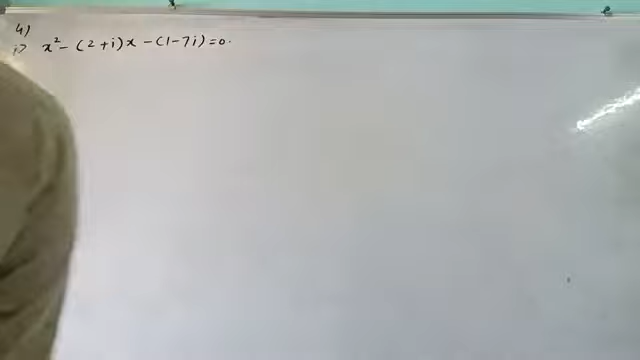 4)
i) x² - (2+i)x - (1-7i)=0.